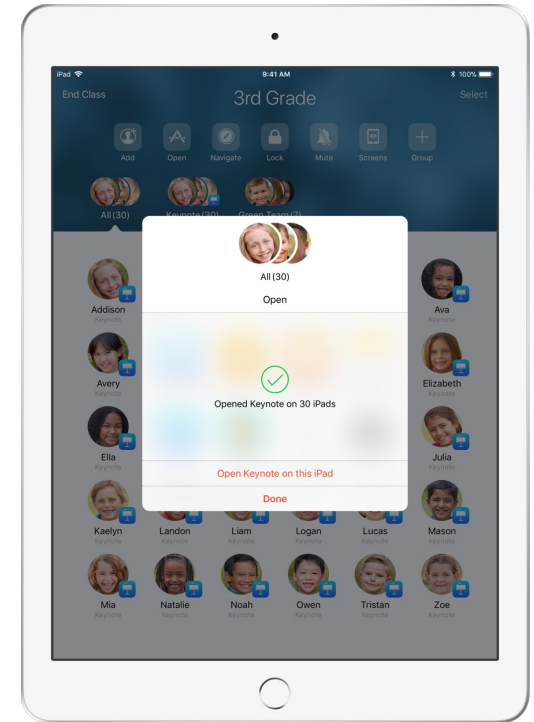 iPad 9:41 AM 100%
End Class 3rd Grade Select
Add Open Navigate Lock Mute Screens Group
All (30) Keynote (30) Green Team (7)
All (30)
Open
Addison Ava
Keynote Keynote
Avery Elizabeth
Keynote Keynote
Opened Keynote on 30 iPads
Ella Julia
Keynote Keynote
Open Keynote on this iPad
Done
Kaelyn Landon Liam Logan Lucas Mason
Keynote Keynote Keynote Keynote Keynote Keynote
Mia Natalie Noah Owen Tristan Zoe
Keynote Keynote Keynote Keynote Keynote Keynote